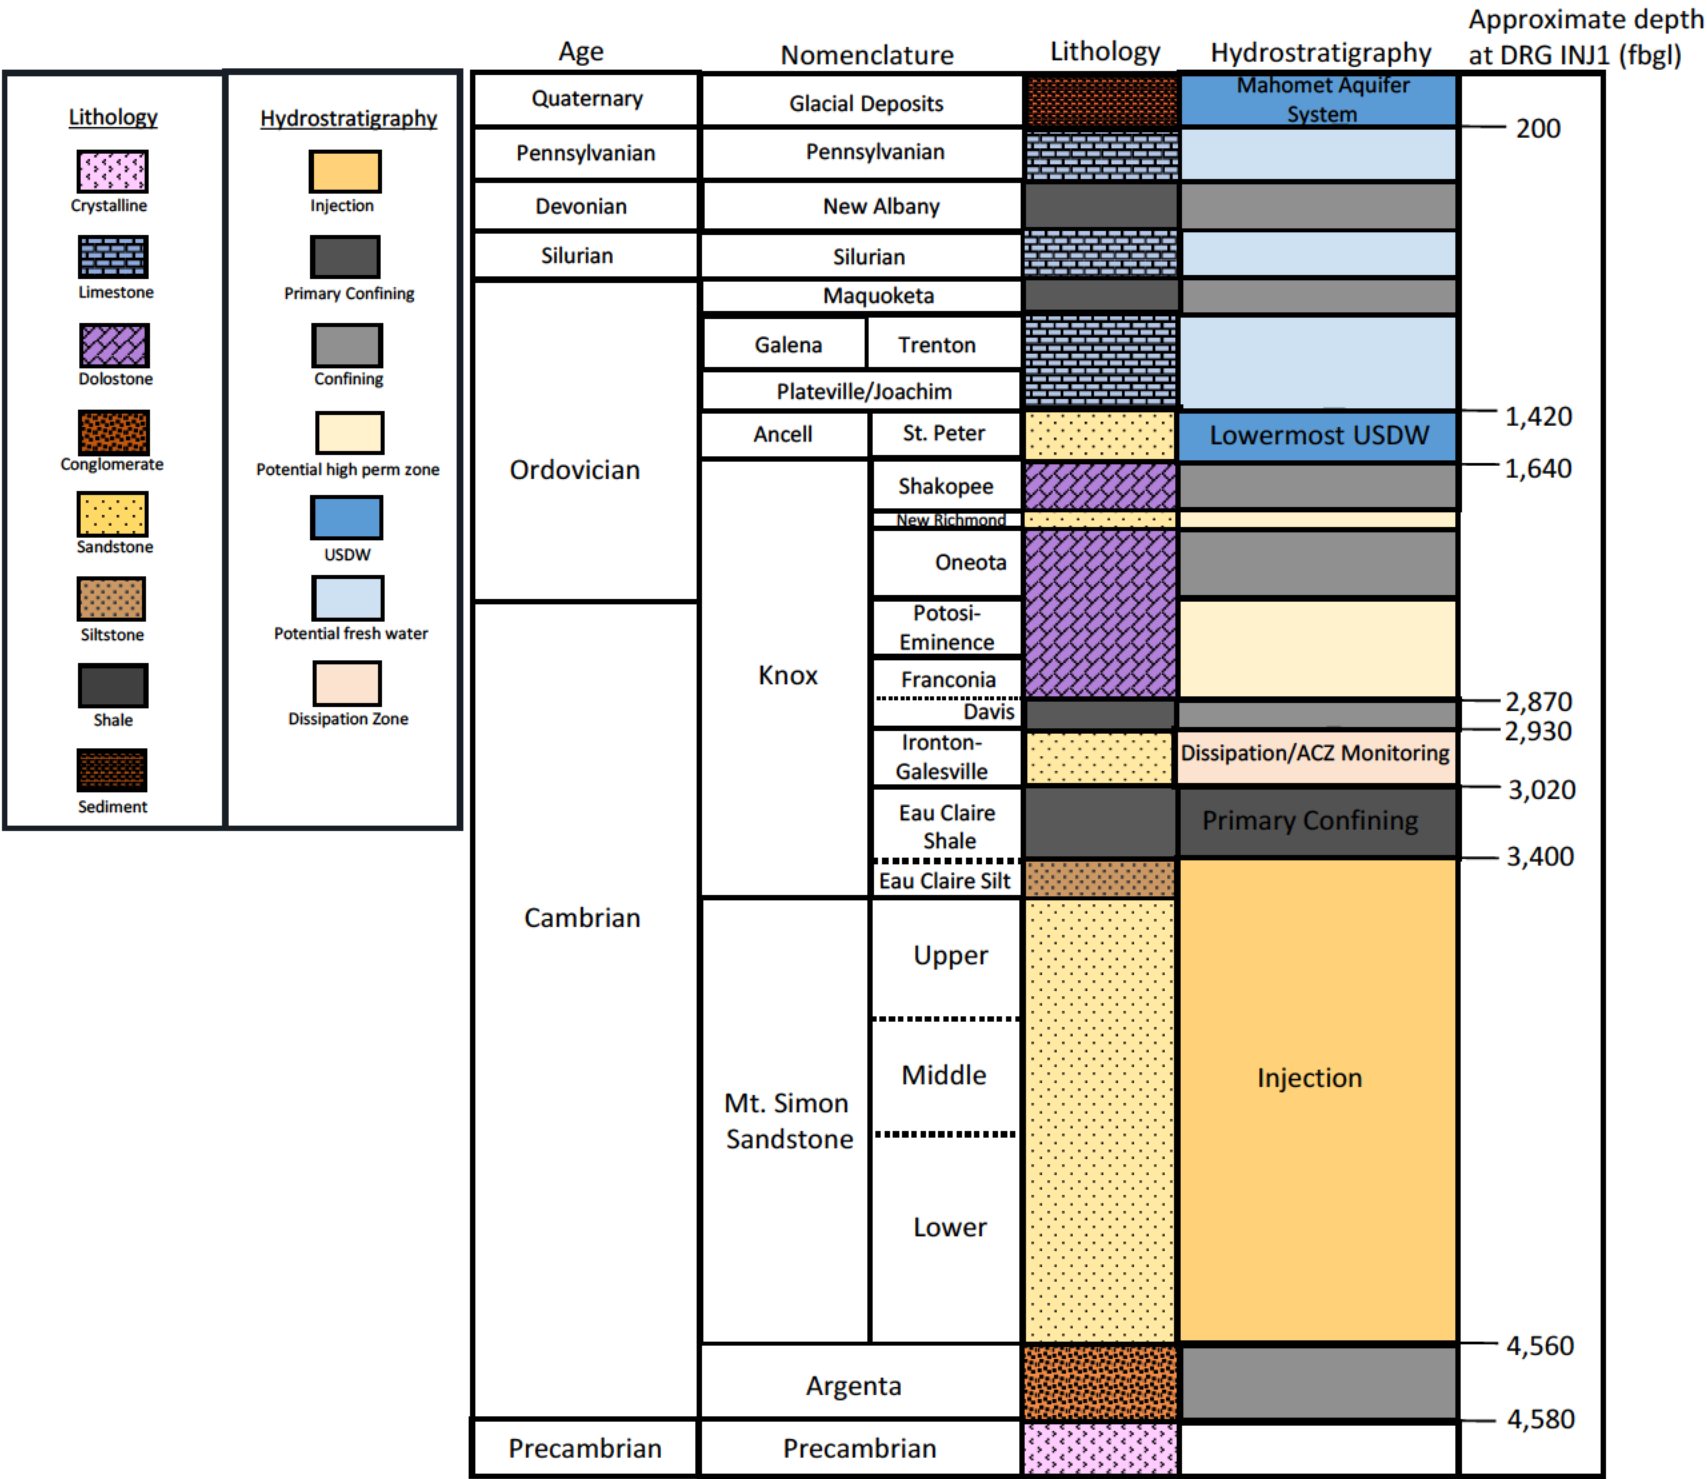 Approximate depth
at DRG INJ1 (fbgl)
Age
Nomenclature
Lithology
Hydrostratigraphy
Lithology
Crystalline
Limestone
Dolostone
Conglomerate
Sandstone
Siltstone
Shale
Sediment
Hydrostratigraphy
Injection
Primary Confining
Confining
Potential high perm zone
USDW
Potential fresh water
Dissipation Zone
Quaternary
Glacial Deposits
Mahomet Aquifer
System
200
Pennsylvanian
Pennsylvanian
Devonian
New Albany
Silurian
Silurian
Ordovician
Maquoketa
Galena
Trenton
Plateville/Joachim
1,420
Ancell
St. Peter
Lowermost USDW
1,640
Knox
Shakopee
New Richmond
Oneota
Cambrian
Potosi-
Eminence
Franconia
2,870
Davis
2,930
Ironton-
Galesville
Dissipation/ACZ Monitoring
3,020
Eau Claire
Shale
Primary Confining
3,400
Eau Claire Silt
Mt. Simon
Sandstone
Upper
Middle
Lower
Injection
4,560
Argenta
4,580
Precambrian
Precambrian